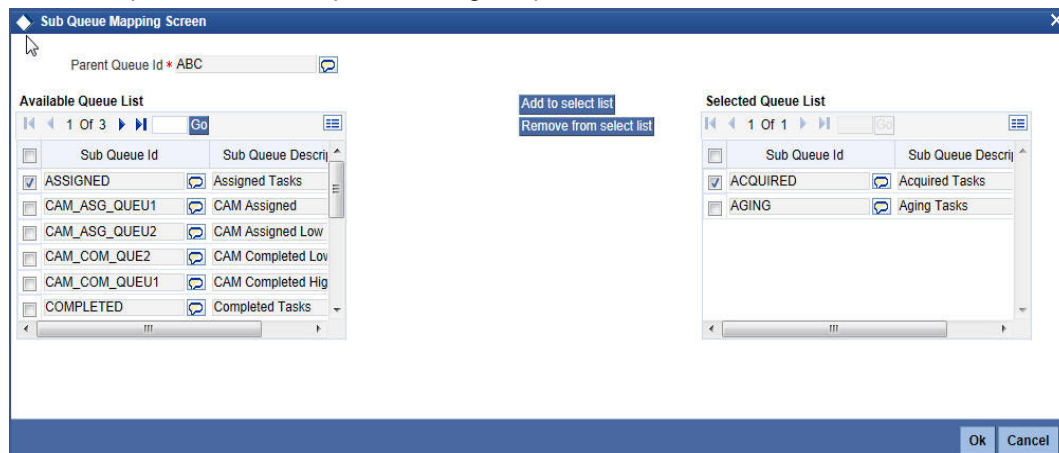 Sub Queue Mapping Screen
Parent Queue Id * ABC
Available Queue List
1 Of 3 Go
Sub Queue Id Sub Queue Descrip
ASSIGNED Assigned Tasks
CAM_ASG_QUEU1 CAM Assigned
CAM_ASG_QUEU2 CAM Assigned Low
CAM_COM_QUE2 CAM Completed Low
CAM_COM_QUEU1 CAM Completed Hig
COMPLETED Completed Tasks
Add to select list
Remove from select list
Selected Queue List
1 Of 1 Go
Sub Queue Id Sub Queue Descrip
ACQUIRED Acquired Tasks
AGING Aging Tasks
Ok Cancel